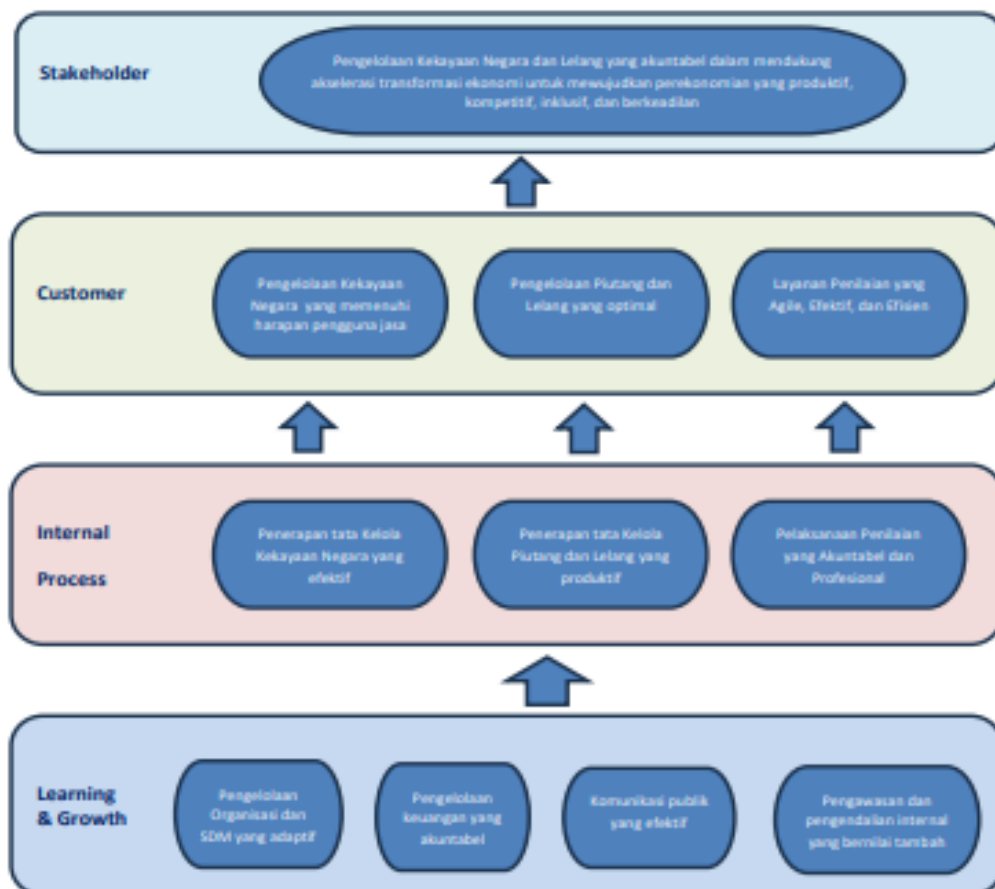 Stakeholder
Pengelolaan Kekayaan Negara dan Lelang yang akuntabel dalam mendukung
akselerasi transformasi ekonomi untuk mewujudkan perekonomian yang produktif,
kompetitif, inklusif, dan berkeadilan
Customer
Pengelolaan Kekayaan
Negara yang memenuhi
harapan pengguna jasa
Pengelolaan Piutang dan
Lelang yang optimal
Layanan Penilaian yang
Agile, Efektif, dan Efisien
Internal
Process
Penerapan tata Kelola
Kekayaan Negara yang
efektif
Penerapan tata Kelola
Piutang dan Lelang yang
produktif
Pelaksanaan Penilaian
yang Akuntabel dan
Profesional
Learning
& Growth
Pengelolaan
Organisasi dan
SDM yang adaptif
Pengelolaan
keuangan yang
akuntabel
Komunikasi publik
yang efektif
Pengawasan dan
pengendalian internal
yang bernilai tambah